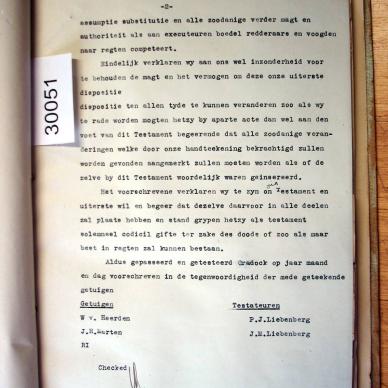 -2-
assumptie substitutie en alle zoodanige verder magt en
authoriteit als aan executeuren boedel redderaars en voogden
naar regten competeert.
Eindelijk verklaren wy aan ons wel inzonderheid voor
te behouden de magt en het vermogen om deze onze uiterste
dispositie
dispositie ten allen tyde te kunnen veranderen zoo als wy
te rade worden mogten hetzy by aparte acte dan wel aan den
voet van dit Testament begeerende dat alle zoodanige veran-
deringen welke door onze handteekening bekrachtigd zullen
worden gevonden aangemerkt zullen moeten worden als of de
zelve by dit Testament woordelijk waren geinsereerd.
Het voorschrevene verklaren wy te zyn ons Testament en
uiterste wil en begeer dat dezelve daarvoor in alle deelen
zal plaats hebben en stand grypen hetzy als testament
solemneel codicil gifte ter zake des doode of zoo als maar
best in regten zal kunnen bestaan.
Aldus gepasseerd en getesteerd Cradock op jaar maand
en dag voorschreven in de tegenwoordigheid der mede geteekende
getuigen
Getuigen Testateuren
W v. Heerden P.J.Liebenberg
J.H.Marten J.M.Liebenberg
RI
Checked:
30051